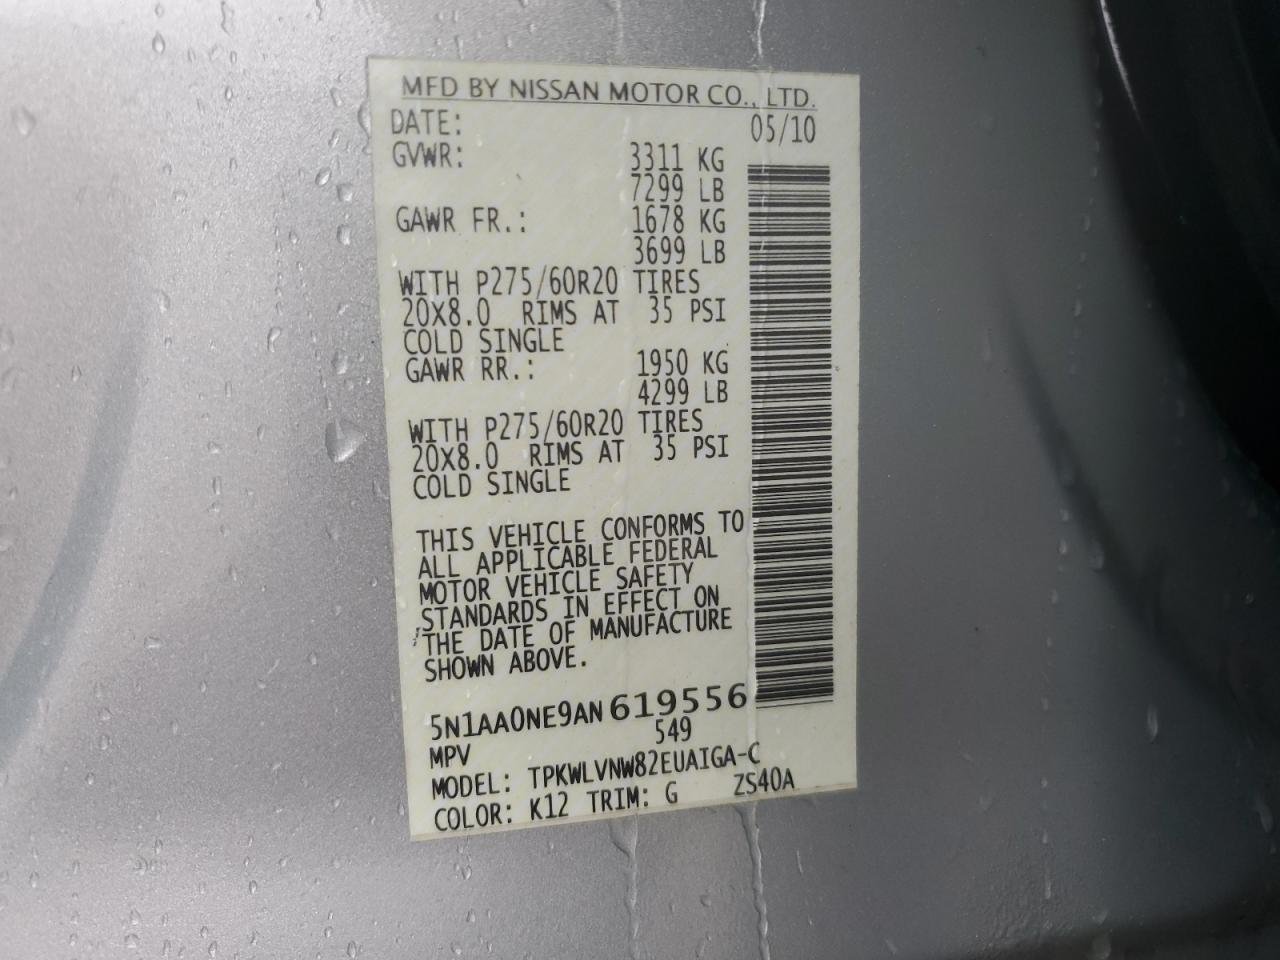 MFD BY NISSAN MOTOR CO., LTD.
DATE: 05/10
GVWR: 3311 KG
7299 LB
GAWR FR.: 1678 KG
3699 LB
WITH P275/60R20 TIRES
20X8.0 RIMS AT 35 PSI
COLD SINGLE
GAWR RR.: 1950 KG
4299 LB
WITH P275/60R20 TIRES
20X8.0 RIMS AT 35 PSI
COLD SINGLE
THIS VEHICLE CONFORMS TO
ALL APPLICABLE FEDERAL
MOTOR VEHICLE SAFETY
STANDARDS IN EFFECT ON
THE DATE OF MANUFACTURE
SHOWN ABOVE.
5N1AA0NE9AN619556
MPV 549
MODEL: TPKWLVNW82EUAIGA-C
COLOR: K12 TRIM: G ZS40A